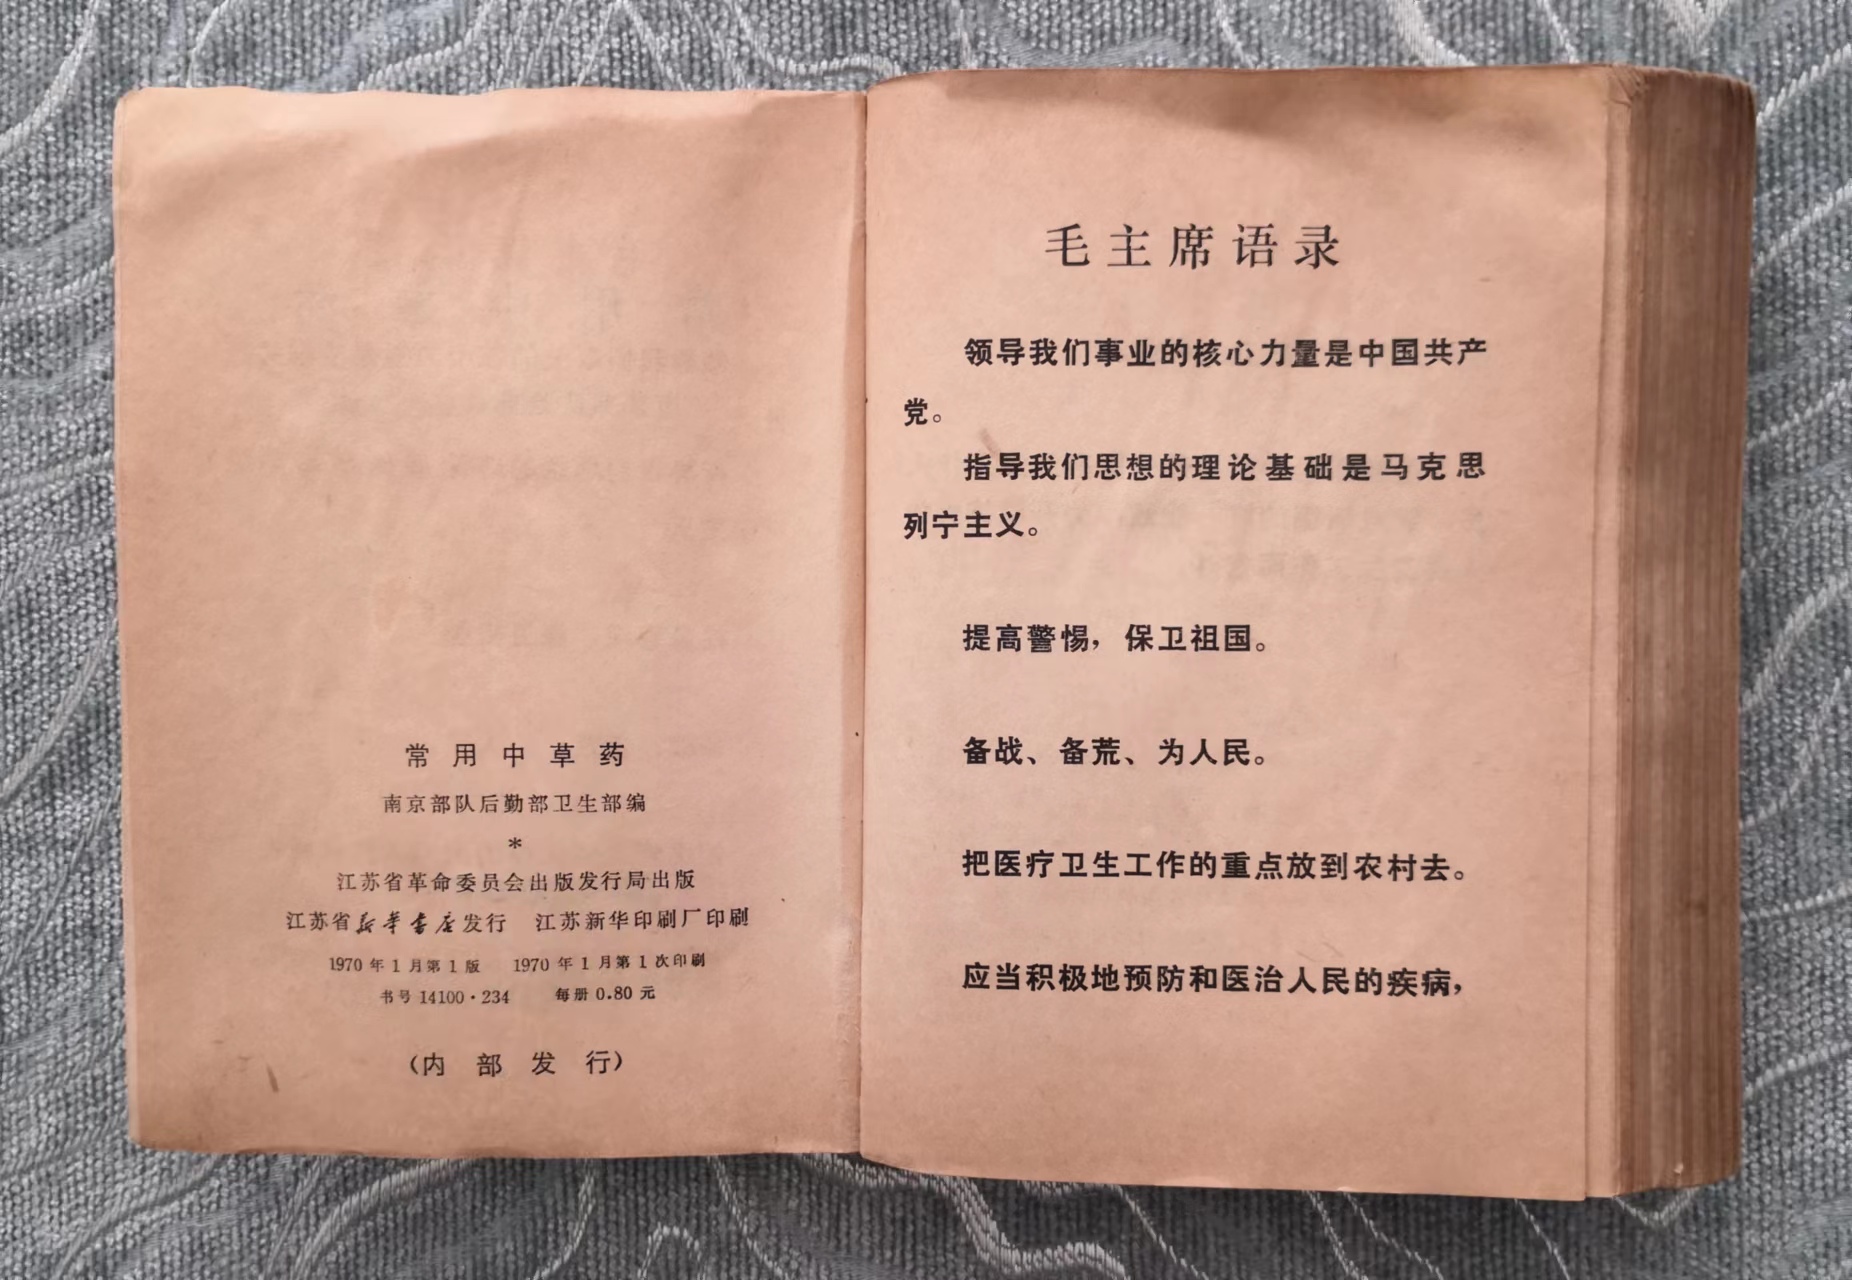 常用中草药
南京部队后勤部卫生部编
*
江苏省革命委员会出版发行局出版
江苏省新华书店发行 江苏新华印刷厂印刷
1970年1月第1版 1970年1月第1次印刷
书号14100·234 每册0.80元
(内部发行)
毛主席语录
领导我们事业的核心力量是中国共产
党。
指导我们思想的理论基础是马克思
列宁主义。
提高警惕，保卫祖国。
备战、备荒、为人民。
把医疗卫生工作的重点放到农村去。
应当积极地预防和医治人民的疾病，